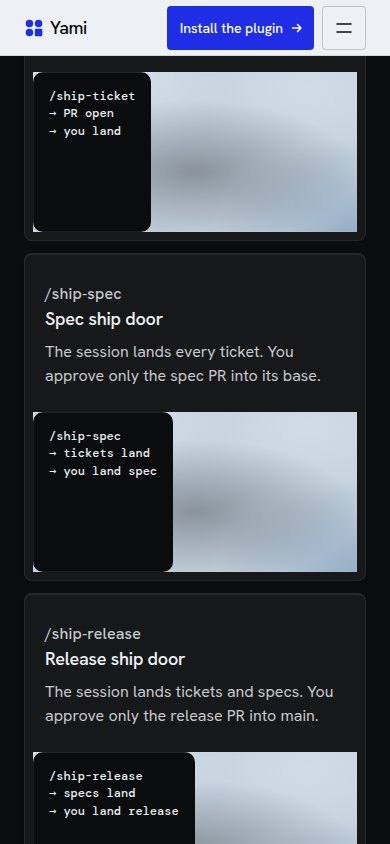 Yami
Install the plugin →
/ship-ticket
→ PR open
→ you land
/ship-spec
Spec ship door
The session lands every ticket. You
approve only the spec PR into its base.
/ship-spec
→ tickets land
→ you land spec
/ship-release
Release ship door
The session lands tickets and specs. You
approve only the release PR into main.
/ship-release
→ specs land
→ you land release